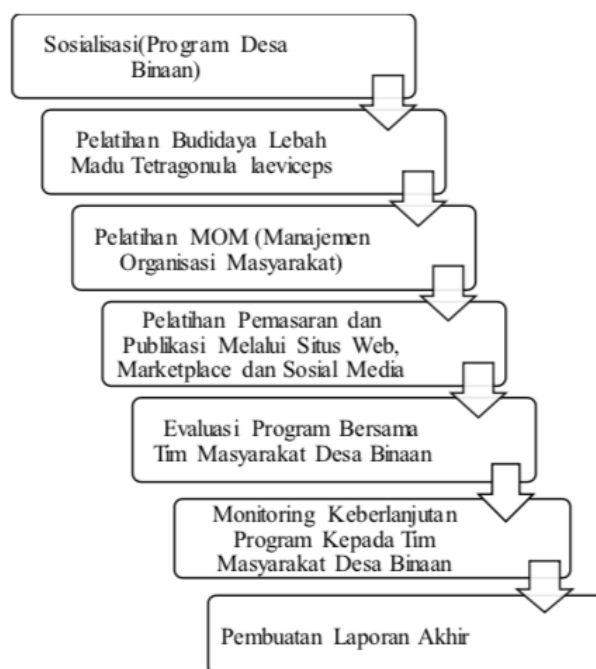 Sosialisasi(Program Desa
Binaan)
Pelatihan Budidaya Lebah
Madu Tetragonula laeviceps
Pelatihan MOM (Manajemen
Organisasi Masyarakat)
Pelatihan Pemasaran dan
Publikasi Melalui Situs Web,
Marketplace dan Sosial Media
Evaluasi Program Bersama
Tim Masyarakat Desa Binaan
Monitoring Keberlanjutan
Program Kepada Tim
Masyarakat Desa Binaan
Pembuatan Laporan Akhir